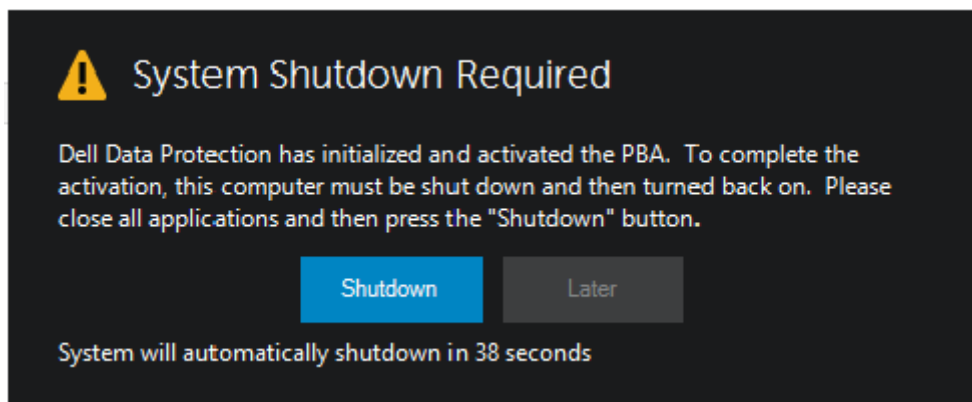 System Shutdown Required
Dell Data Protection has initialized and activated the PBA.  To complete the
activation, this computer must be shut down and then turned back on.  Please
close all applications and then press the "Shutdown" button.
Shutdown
Later
System will automatically shutdown in 38 seconds